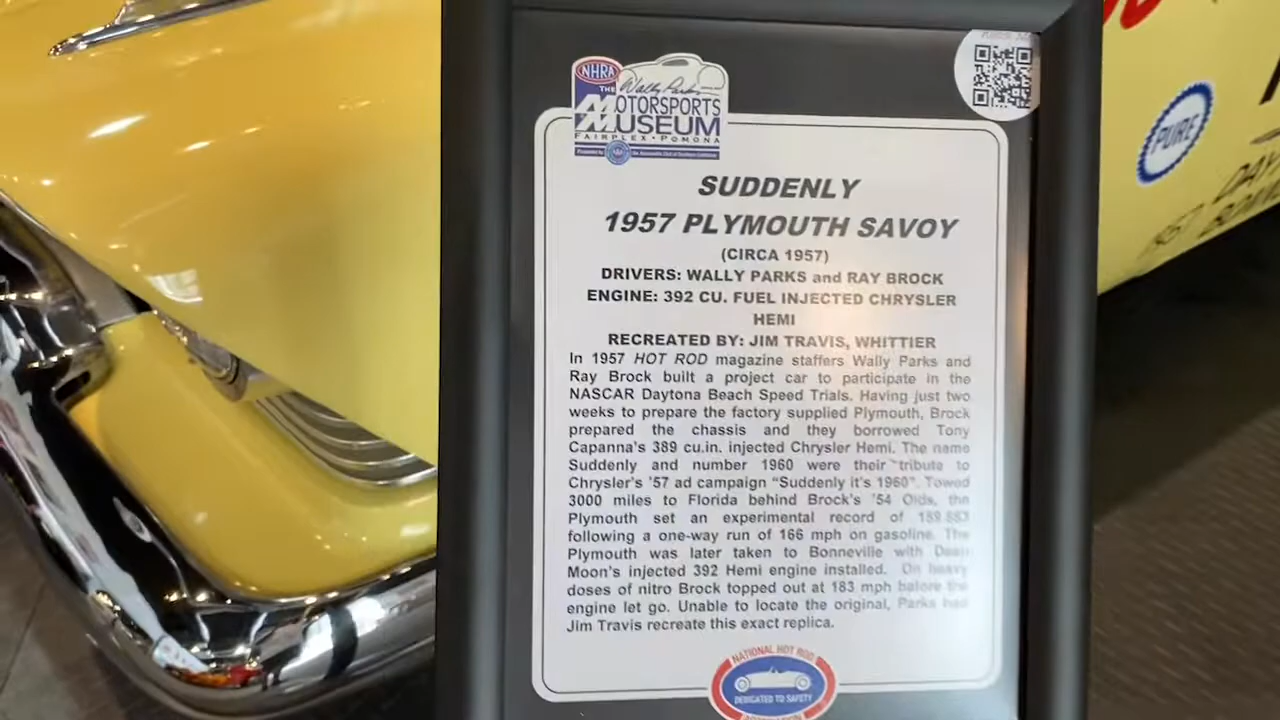 NHRA
Wally Parks
THE
MOTORSPORTS
MUSEUM
FAIRPLEX • POMONA
PURE
SUDDENLY
1957 PLYMOUTH SAVOY
(CIRCA 1957)
DRIVERS: WALLY PARKS and RAY BROCK
ENGINE: 392 CU. FUEL INJECTED CHRYSLER
HEMI
RECREATED BY: JIM TRAVIS, WHITTIER
In 1957 HOT ROD magazine staffers Wally Parks and
Ray Brock built a project car to participate in the
NASCAR Daytona Beach Speed Trials. Having just two
weeks to prepare the factory supplied Plymouth, Brock
prepared the chassis and they borrowed Tony
Capanna's 389 cu.in. injected Chrysler Hemi. The name
Suddenly and number 1960 were their tribute to
Chrysler's '57 ad campaign "Suddenly it's 1960". Towed
3000 miles to Florida behind Brock's '54 Olds, the
Plymouth set an experimental record of
following a one-way run of 166 mph on gasoline. The
Plymouth was later taken to Bonneville with Dean
Moon's injected 392 Hemi engine installed. On heavy
doses of nitro Brock topped out at 183 mph before the
engine let go. Unable to locate the original, Parks had
Jim Travis recreate this exact replica.
NATIONAL HOT ROD
DEDICATED TO SAFETY
ASSOCIATION